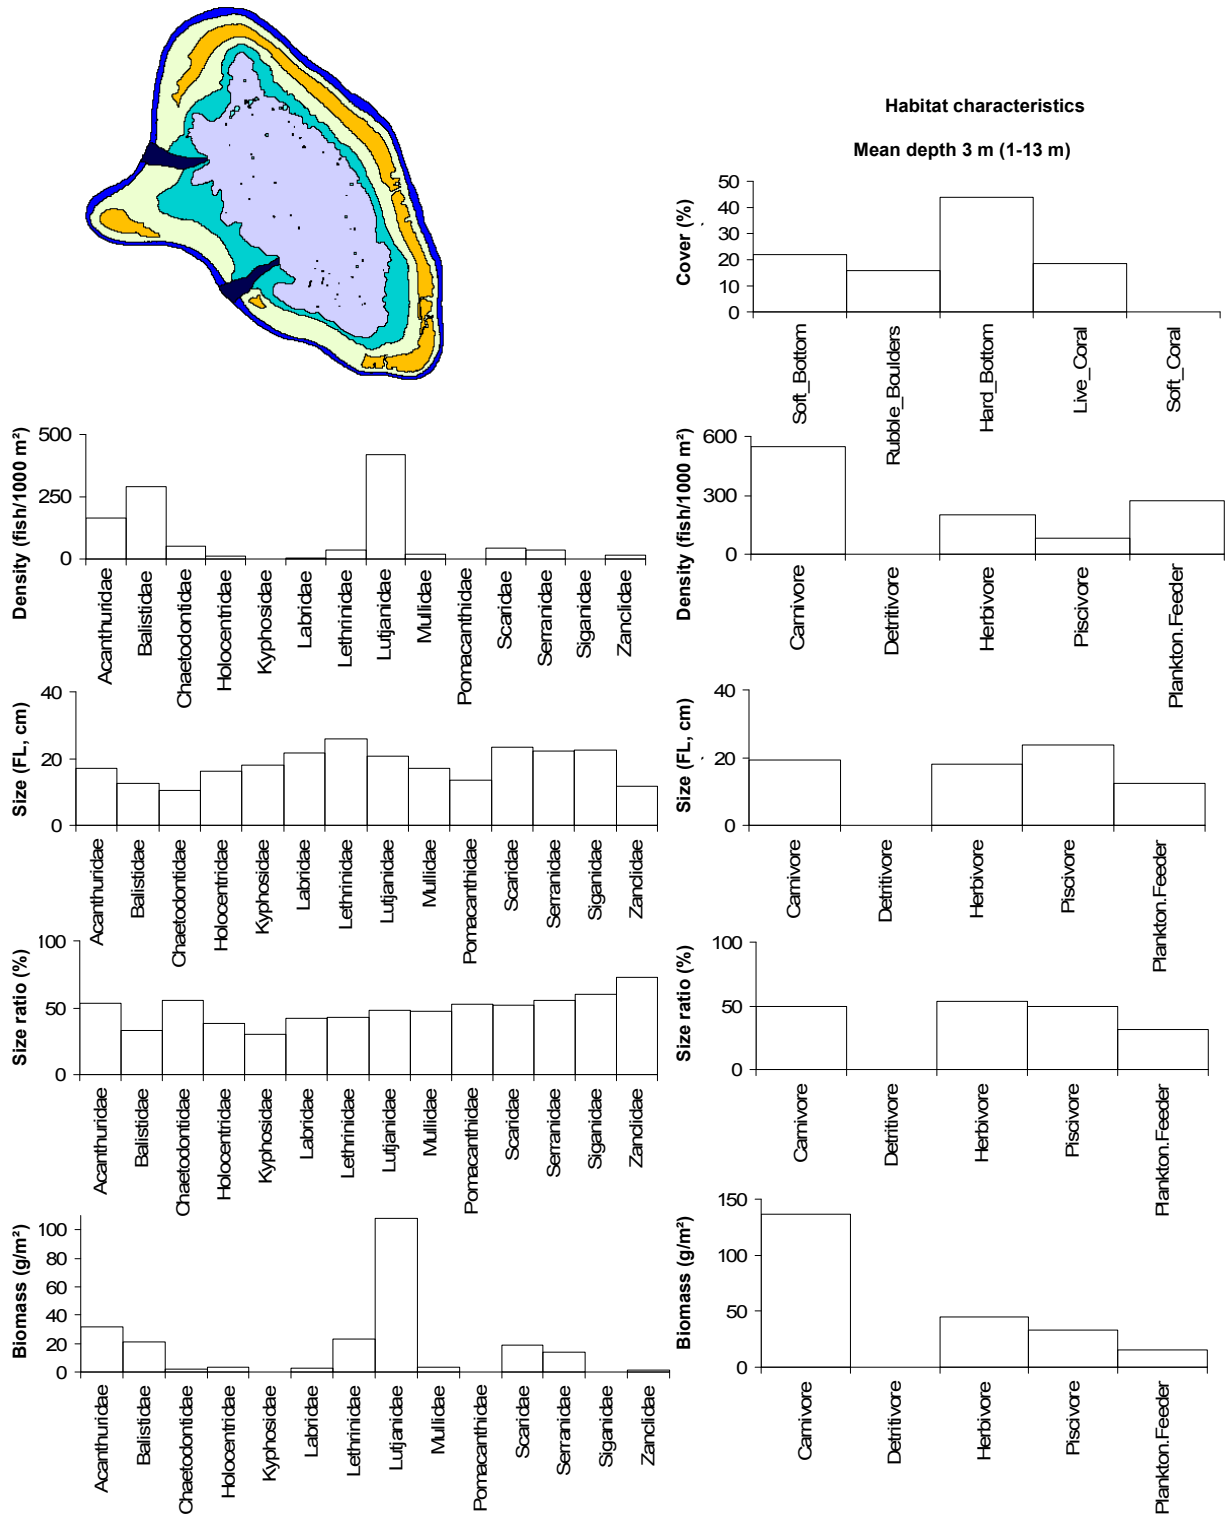 Habitat characteristics
Mean depth 3 m (1-13 m)
Cover (%)
50
40
30
20
10
0
Soft_Bottom
Rubble_Boulders
Hard_Bottom
Live_Coral
Soft_Coral
Density (fish/1000 m²)
500
250
0
Acanthuridae
Balistidae
Chaetodontidae
Holocentridae
Kyphosidae
Labridae
Lethrinidae
Lutjanidae
Mullidae
Pomacanthidae
Scaridae
Serranidae
Siganidae
Zanclidae
Density (fish/1000 m²)
600
300
0
Carnivore
Detritivore
Herbivore
Piscivore
Plankton.Feeder
Size (FL, cm)
40
20
0
Acanthuridae
Balistidae
Chaetodontidae
Holocentridae
Kyphosidae
Labridae
Lethrinidae
Lutjanidae
Mullidae
Pomacanthidae
Scaridae
Serranidae
Siganidae
Zanclidae
Size (FL, cm)
40
20
0
Carnivore
Detritivore
Herbivore
Piscivore
Plankton.Feeder
Size ratio (%)
100
50
0
Acanthuridae
Balistidae
Chaetodontidae
Holocentridae
Kyphosidae
Labridae
Lethrinidae
Lutjanidae
Mullidae
Pomacanthidae
Scaridae
Serranidae
Siganidae
Zanclidae
Size ratio (%)
100
50
0
Carnivore
Detritivore
Herbivore
Piscivore
Plankton.Feeder
Biomass (g/m²)
100
80
60
40
20
0
Acanthuridae
Balistidae
Chaetodontidae
Holocentridae
Kyphosidae
Labridae
Lethrinidae
Lutjanidae
Mullidae
Pomacanthidae
Scaridae
Serranidae
Siganidae
Zanclidae
Biomass (g/m²)
150
100
50
0
Carnivore
Detritivore
Herbivore
Piscivore
Plankton.Feeder